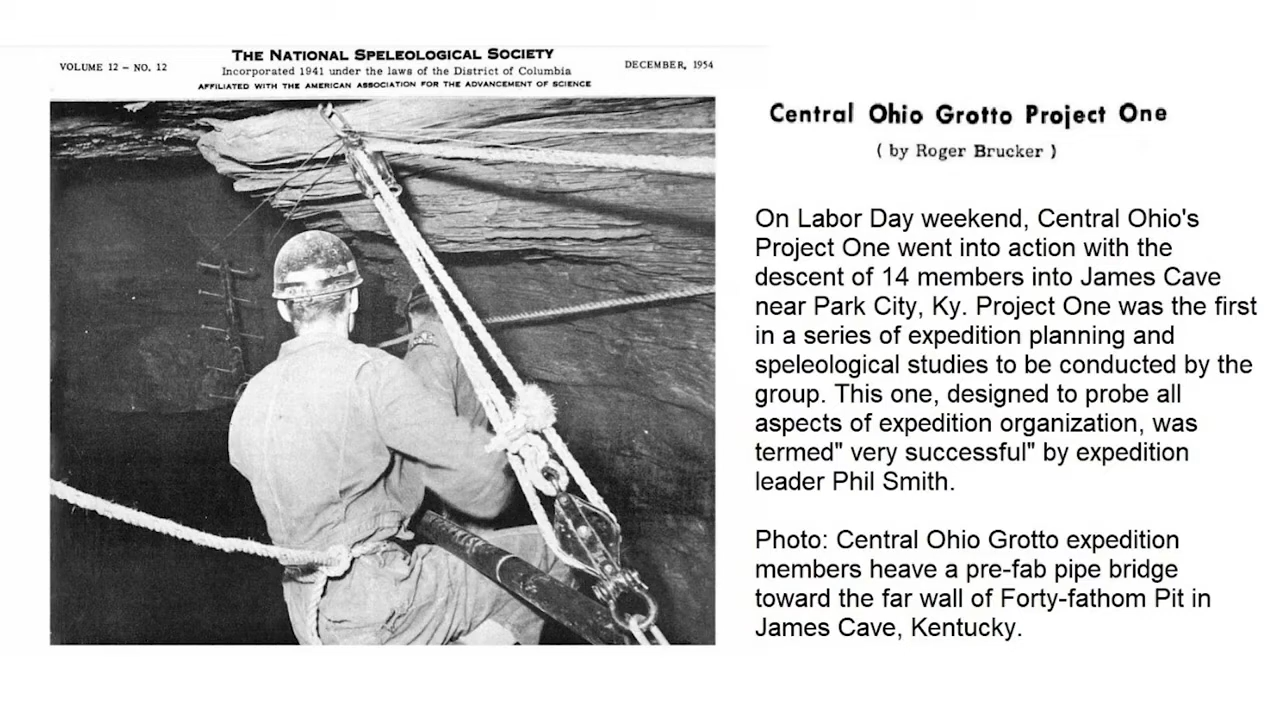 VOLUME 12 – NO. 12
THE NATIONAL SPELEOLOGICAL SOCIETY
Incorporated 1941 under the laws of the District of Columbia
AFFILIATED WITH THE AMERICAN ASSOCIATION FOR THE ADVANCEMENT OF SCIENCE
DECEMBER, 1954
Central Ohio Grotto Project One
( by Roger Brucker )
On Labor Day weekend, Central Ohio's
Project One went into action with the
descent of 14 members into James Cave
near Park City, Ky. Project One was the first
in a series of expedition planning and
speleological studies to be conducted by the
group. This one, designed to probe all
aspects of expedition organization, was
termed" very successful" by expedition
leader Phil Smith.
Photo: Central Ohio Grotto expedition
members heave a pre-fab pipe bridge
toward the far wall of Forty-fathom Pit in
James Cave, Kentucky.